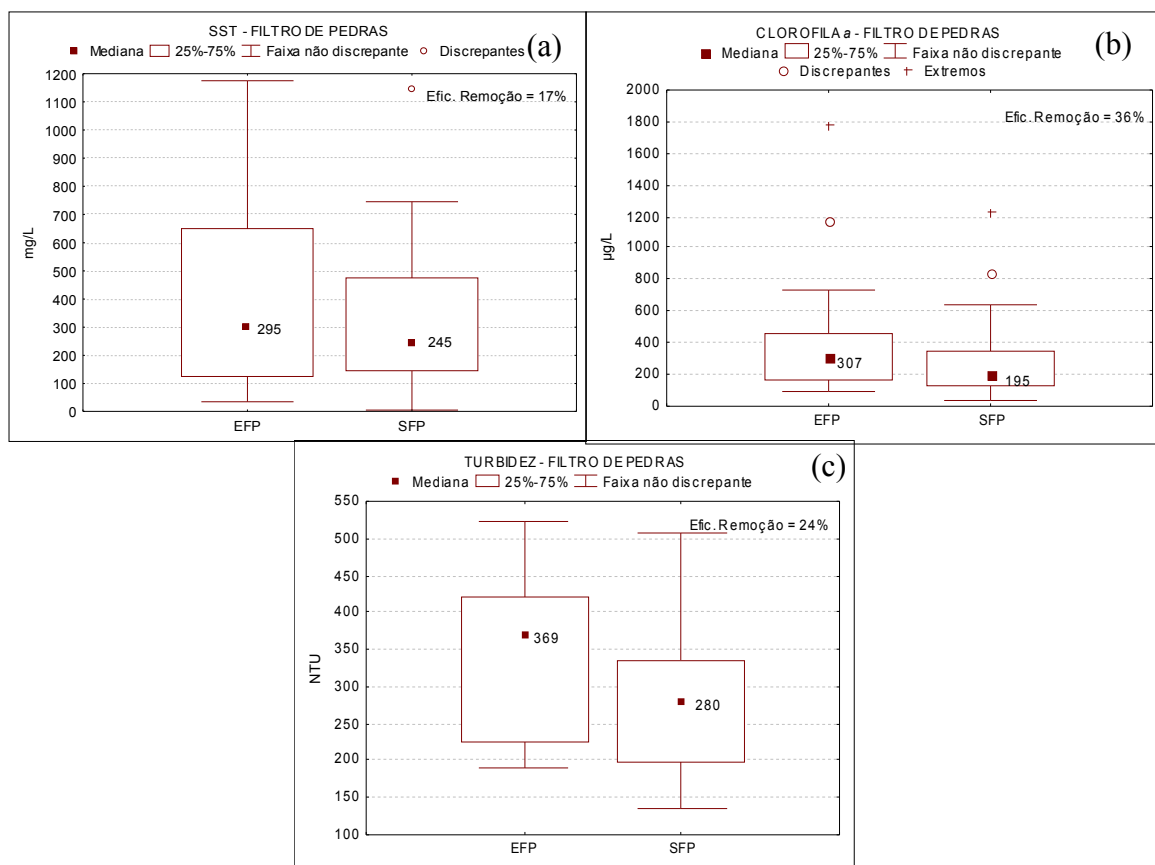 SST - FILTRO DE PEDRAS
(a)
Mediana 25%-75% Faixa não discrepante Discrepantes
Efic. Remoção = 17%
1200
1100
1000
900
800
700
600
500
400
300
200
100
0
mg/L
295
245
EFP SFP
CLOROFILA a - FILTRO DE PEDRAS
(b)
Mediana 25%-75% Faixa não discrepante
Discrepantes Extremos
Efic. Remoção = 36%
2000
1800
1600
1400
1200
1000
800
600
400
200
0
µg/L
307
195
EFP SFP
TURBIDEZ - FILTRO DE PEDRAS
(c)
Mediana 25%-75% Faixa não discrepante
Efic. Remoção = 24%
550
500
450
400
350
300
250
200
150
100
NTU
369
280
EFP SFP